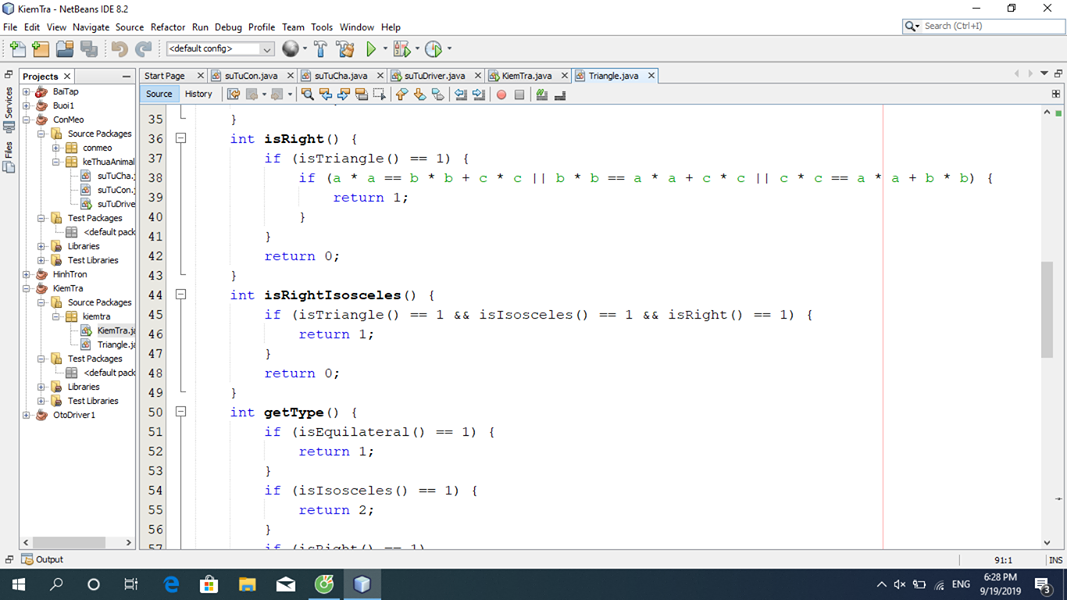 KiemTra - NetBeans IDE 8.2
File Edit View Navigate Source Refactor Run Debug Profile Team Tools Window Help
Search (Ctrl+I)
<default config>
Projects
Start Page suTuCon.java suTuCha.java suTuDriver.java KiemTra.java Triangle.java
Source History
Services
Files
BaiTap
Buoi1
ConMeo
Source Packages
conmeo
keThuaAnimal
suTuCha.j
suTuCon.j
suTuDrive
Test Packages
<default pack
Libraries
Test Libraries
HinhTron
KiemTra
Source Packages
kiemtra
KiemTra.ja
Triangle.ja
Test Packages
<default pack
Libraries
Test Libraries
OtoDriver1
35 }
36 int isRight() {
37 if (isTriangle() == 1) {
38 if (a * a == b * b + c * c || b * b == a * a + c * c || c * c == a * a + b * b) {
39 return 1;
40 }
41 }
42 return 0;
43 }
44 int isRightIsosceles() {
45 if (isTriangle() == 1 && isIsosceles() == 1 && isRight() == 1) {
46 return 1;
47 }
48 return 0;
49 }
50 int getType() {
51 if (isEquilateral() == 1) {
52 return 1;
53 }
54 if (isIsosceles() == 1) {
55 return 2;
56 }
57 if (isRight() == 1)
Output
91:1 INS
ENG
6:28 PM
9/19/2019
3